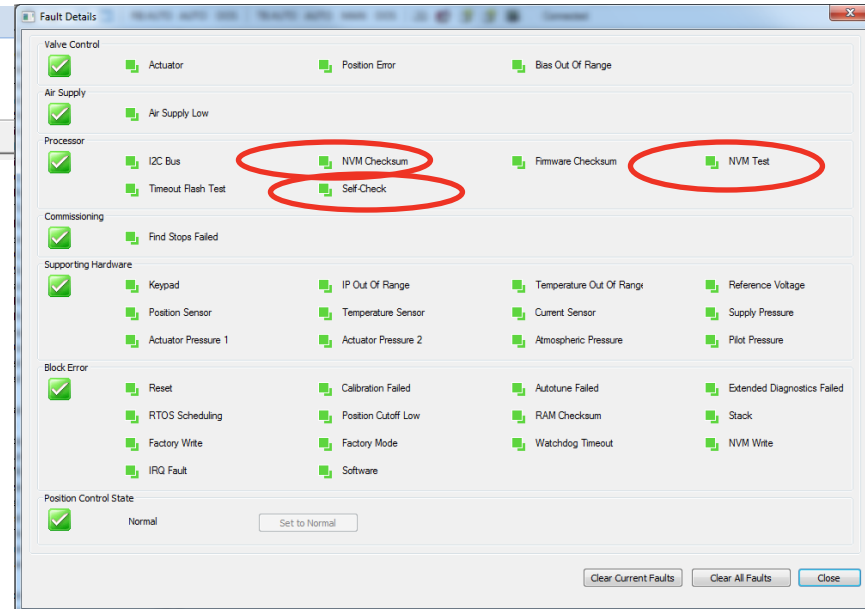 Fault Details
Valve Control
Actuator Position Error Bias Out Of Range
Air Supply
Air Supply Low
Processor
I2C Bus NVM Checksum Firmware Checksum NVM Test
Timeout Flash Test Self-Check
Commissioning
Find Stops Failed
Supporting Hardware
Keypad IP Out Of Range Temperature Out Of Range Reference Voltage
Position Sensor Temperature Sensor Current Sensor Supply Pressure
Actuator Pressure 1 Actuator Pressure 2 Atmospheric Pressure Pilot Pressure
Block Error
Reset Calibration Failed Autotune Failed Extended Diagnostics Failed
RTOS Scheduling Position Cutoff Low RAM Checksum Stack
Factory Write Factory Mode Watchdog Timeout NVM Write
IRQ Fault Software
Position Control State
Normal Set to Normal
Clear Current Faults Clear All Faults Close